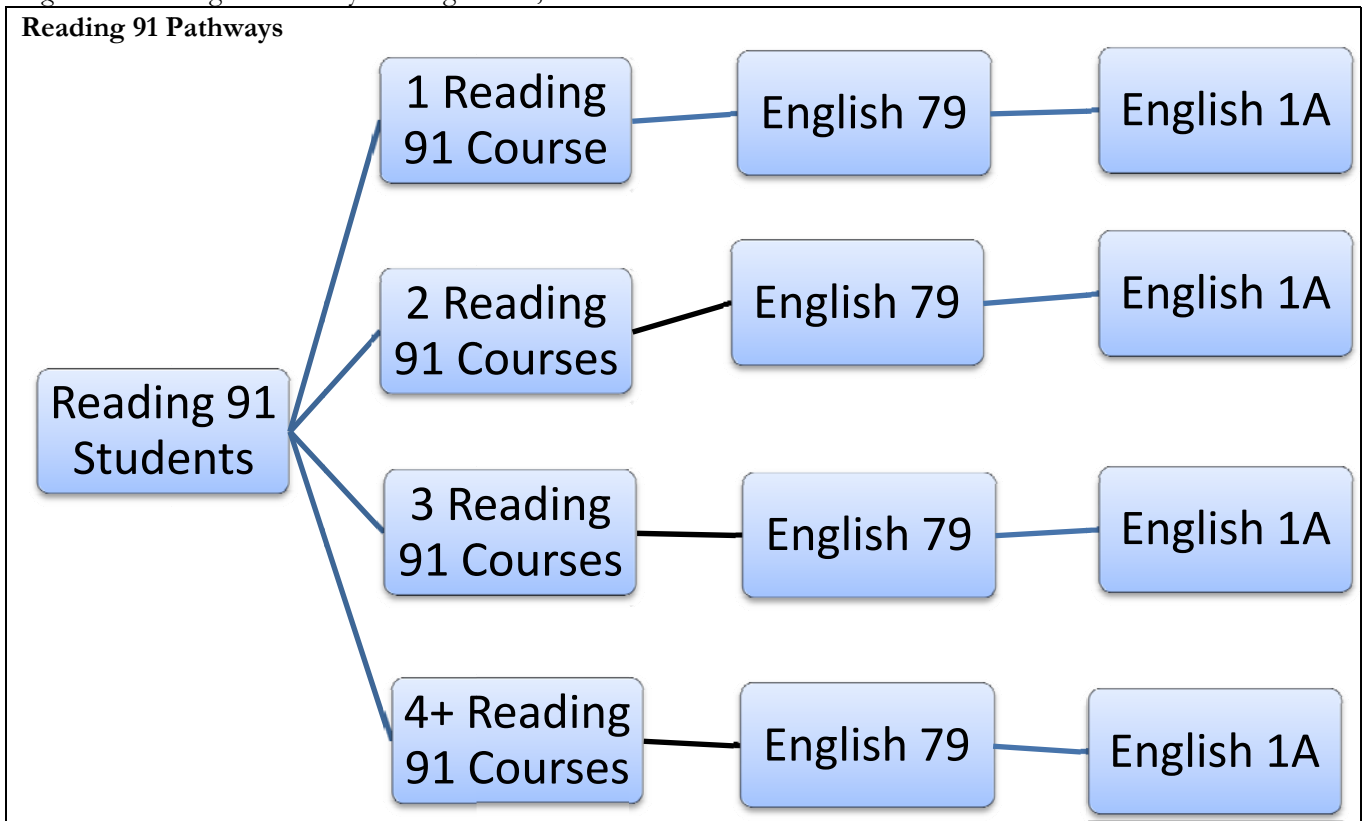 Reading 91 Pathways
1 Reading
91 Course
English 79
English 1A
2 Reading
91 Courses
English 79
English 1A
Reading 91
Students
3 Reading
91 Courses
English 79
English 1A
4+ Reading
91 Courses
English 79
English 1A